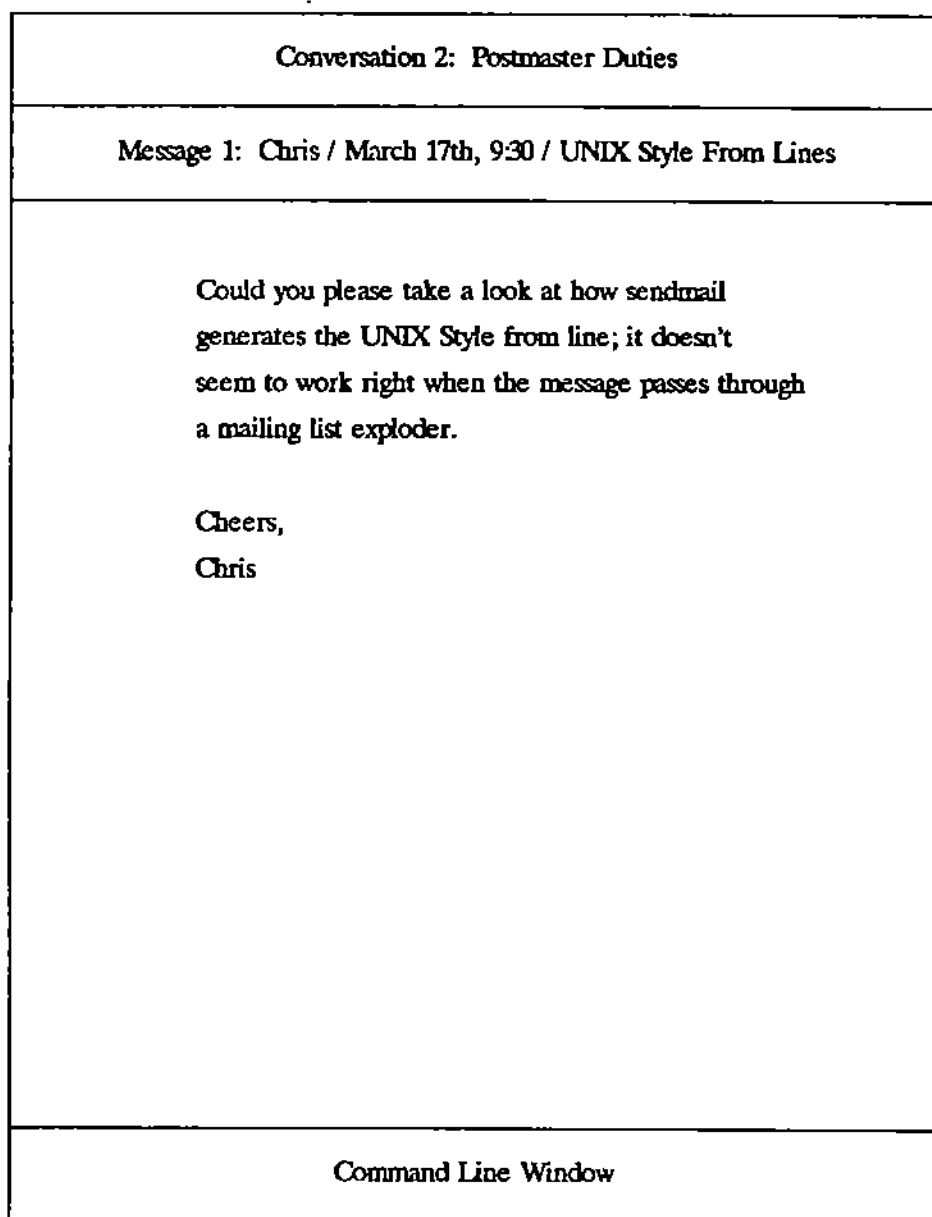 Conversation 2: Postmaster Duties
Message 1: Chris / March 17th, 9:30 / UNIX Style From Lines
Could you please take a look at how sendmail
generates the UNIX Style from line; it doesn't
seem to work right when the message passes through
a mailing list exploder.
Cheers,
Chris
Command Line Window